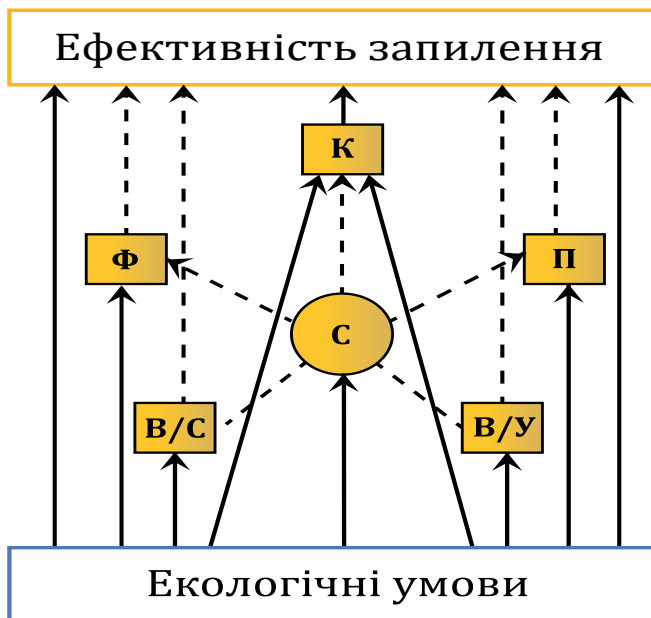 Ефективність запилення
К
Ф
П
С
В/С
В/У
Екологічні умови